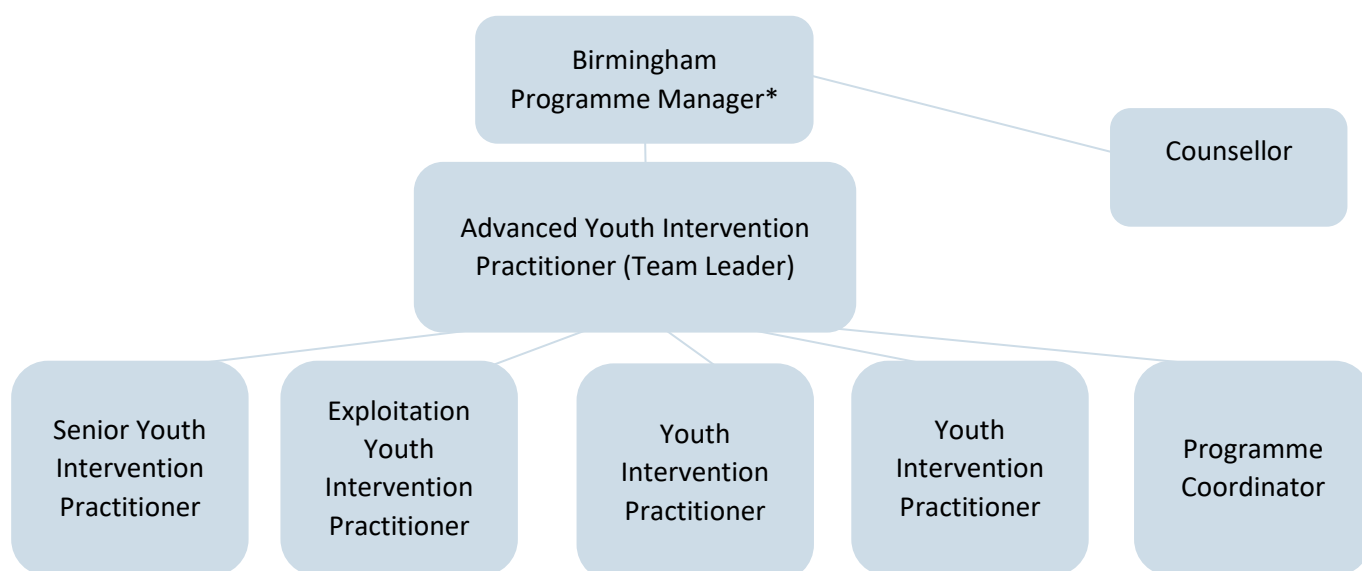 Birmingham
Programme Manager*
Counsellor
Advanced Youth Intervention
Practitioner (Team Leader)
Senior Youth
Intervention
Practitioner
Exploitation
Youth
Intervention
Practitioner
Youth
Intervention
Practitioner
Youth
Intervention
Practitioner
Programme
Coordinator